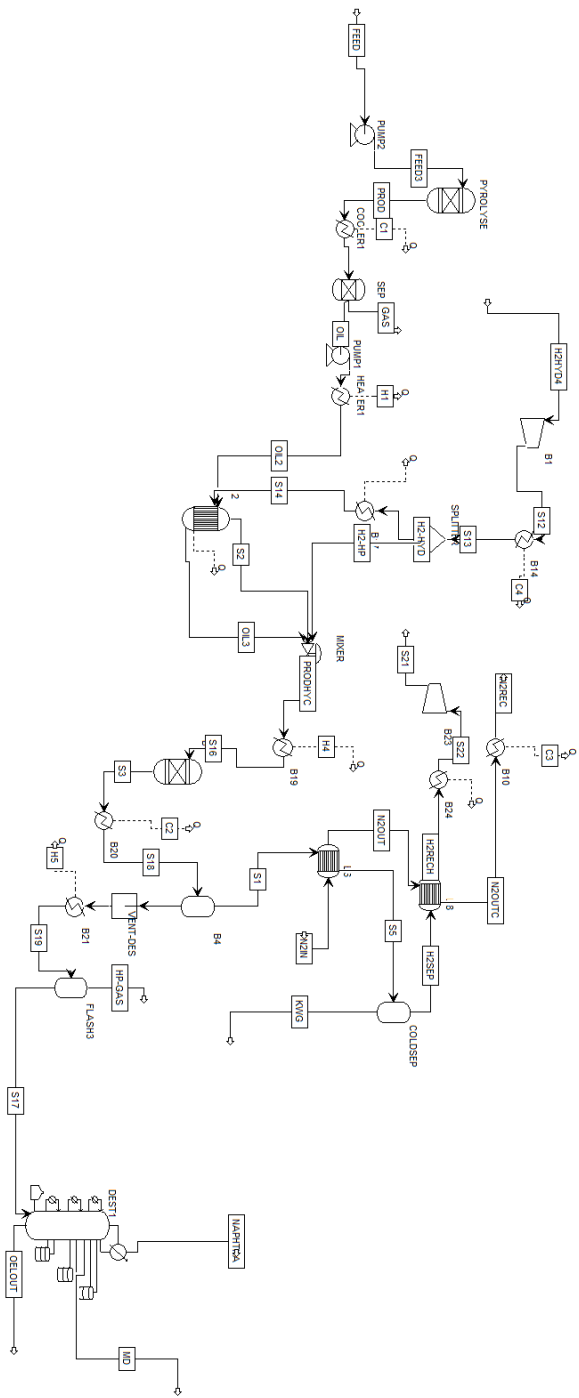 FEED
PUMP2
FEED3
PYROLYSE
PROD
COOLER1
C1
Q
SEP
GAS
OIL
PUMP1
HEATER1
H1
Q
OIL2
H2HYD4
B1
S12
B14
C4
Q
S13
SPLITTER
H2-HYD
H2-HP
Q
S14
2
Q
S2
OIL3
MIXER
PRODHYC
H4
Q
B19
S16
S3
B20
C2
Q
S18
B4
VENT-DES
B21
H5
Q
S19
FLASH3
HP-GAS
S17
S1
N2OUT
N2IN
S5
COLDSEP
KWG
H2SEP
H2RECH
N2OUTC
B24
Q
S22
B23
S21
N2REC
B10
C3
Q
DEST1
NAPHTHA
MD
OELOUT